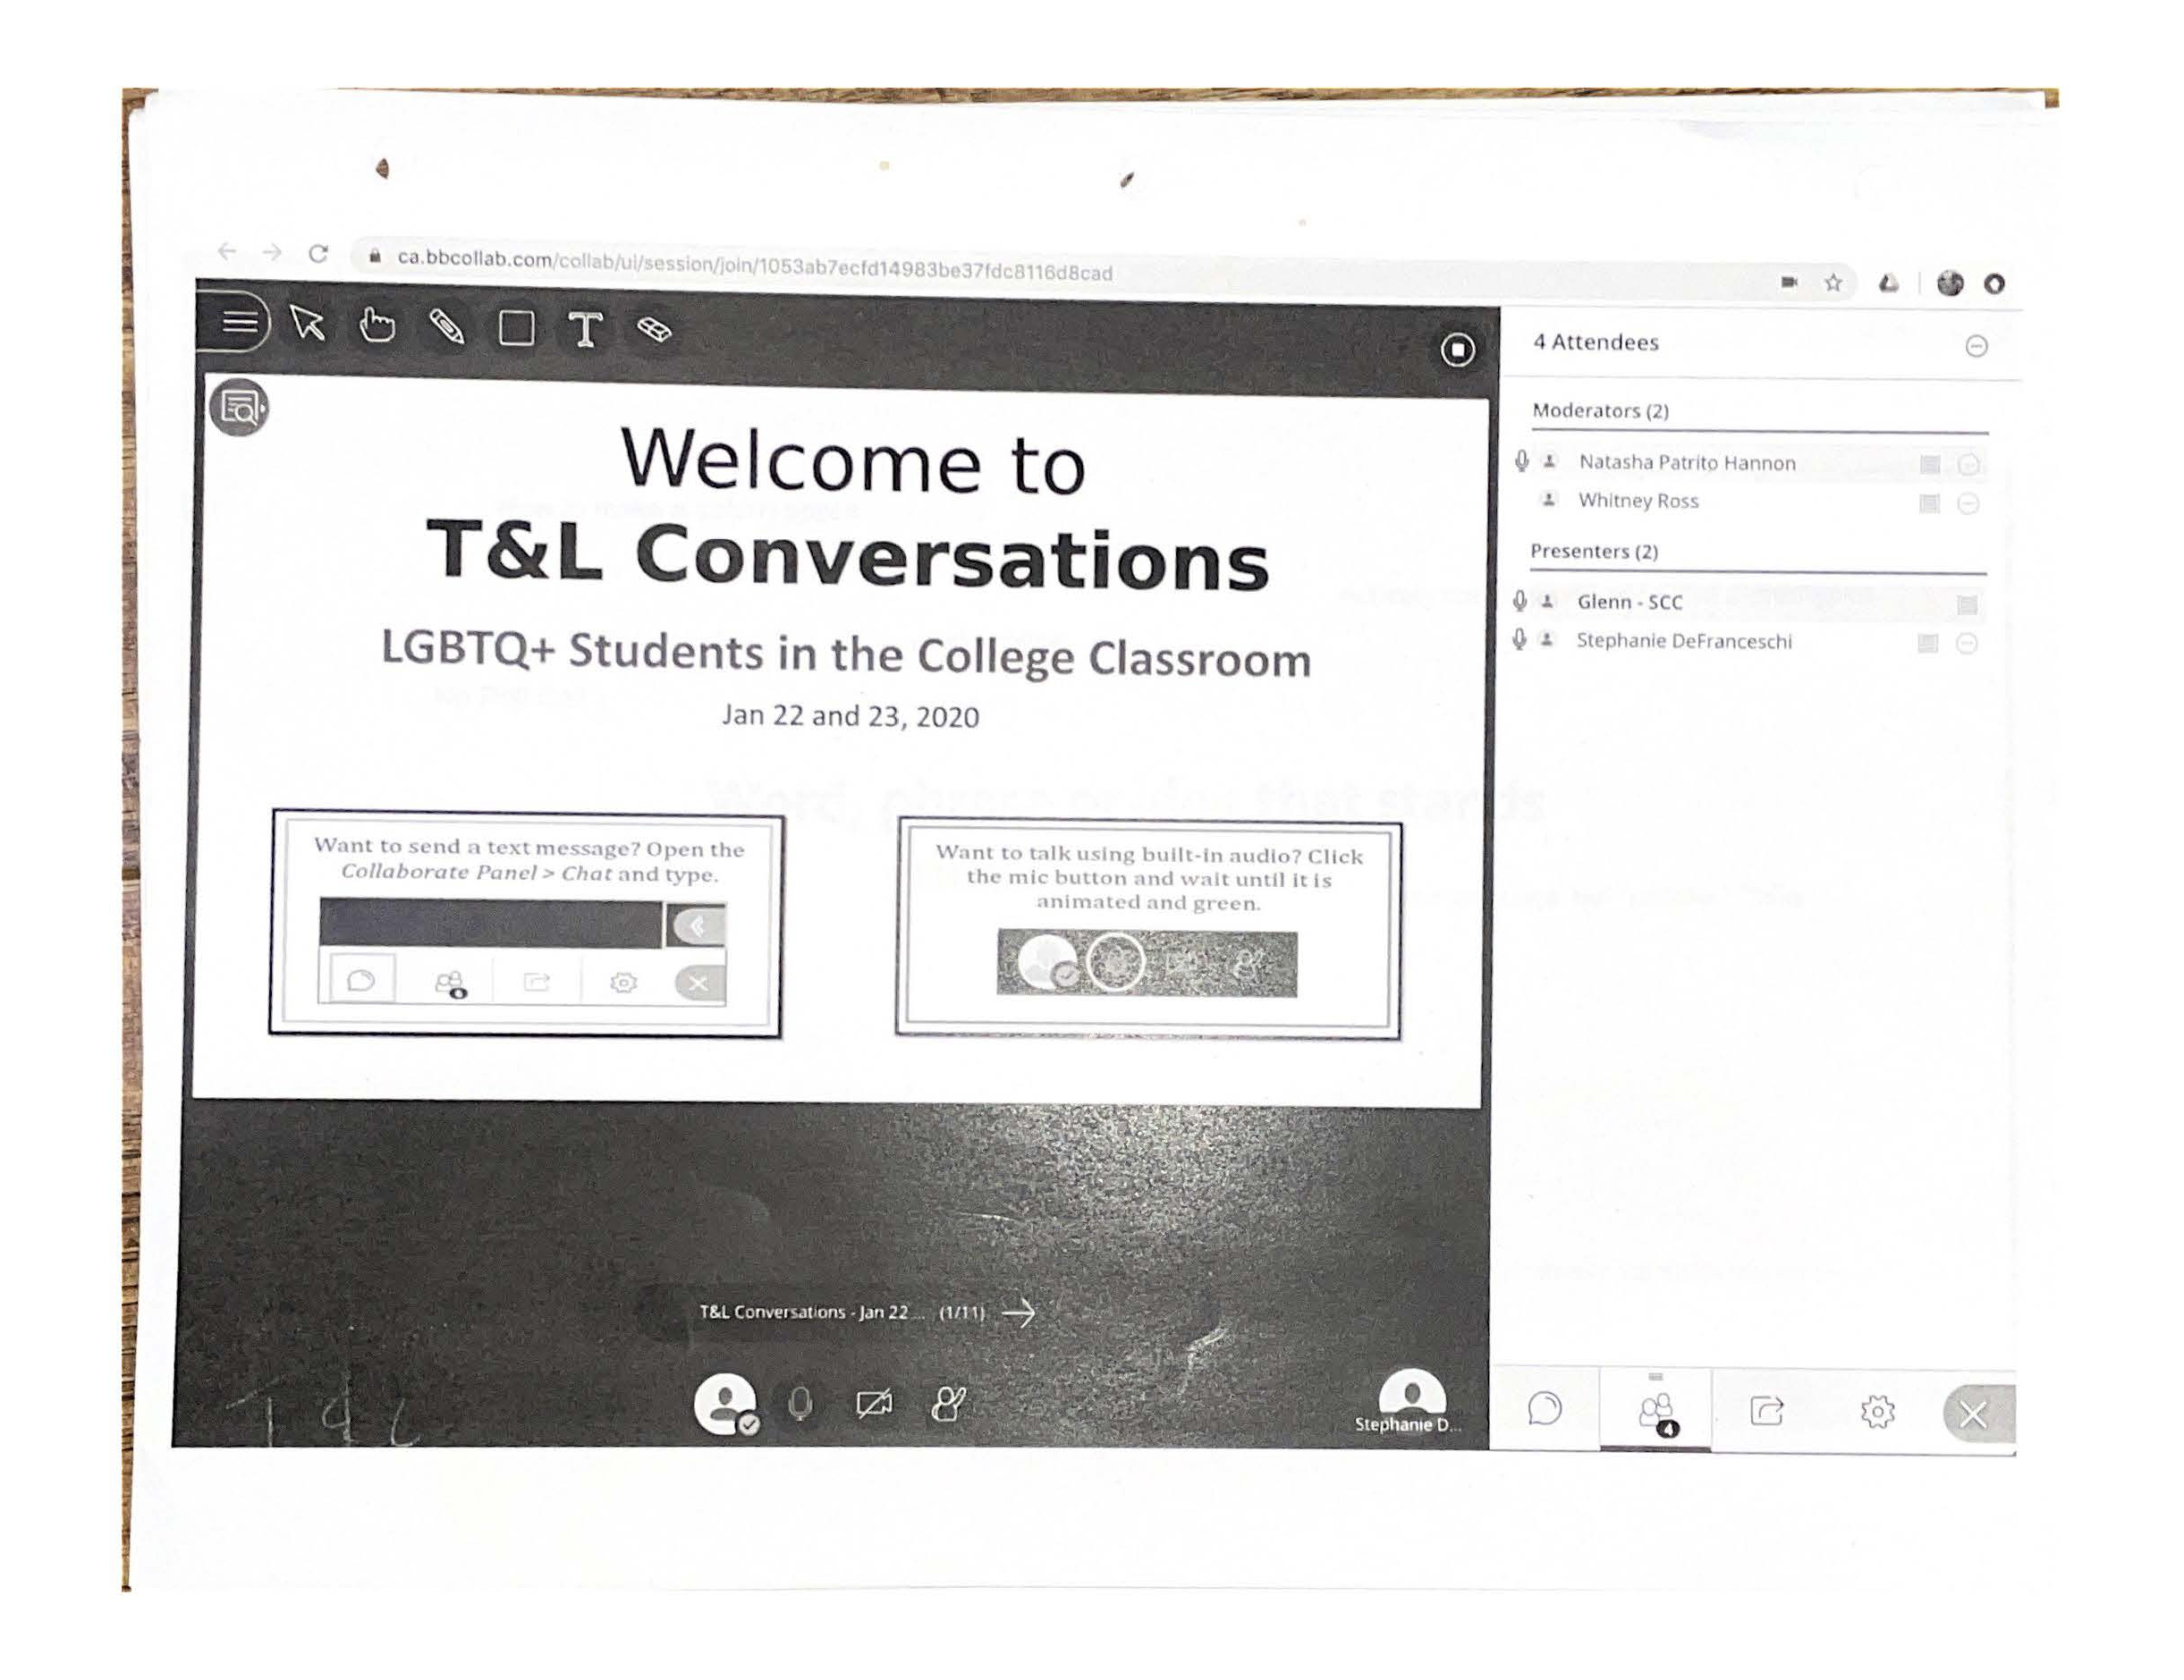 ca.bbcollab.com/collab/ui/session/join/1053ab7ecfd14983be37fdc8116d8cad
4 Attendees
Moderators (2)
Natasha Patrito Hannon
Whitney Ross
Presenters (2)
Glenn - SCC
Stephanie DeFranceschi
Welcome to
T&L Conversations
LGBTQ+ Students in the College Classroom
Jan 22 and 23, 2020
Want to send a text message? Open the
Collaborate Panel > Chat and type.
Want to talk using built-in audio? Click
the mic button and wait until it is
animated and green.
T&L Conversations - Jan 22 ... (1/11)
Stephanie D...
4